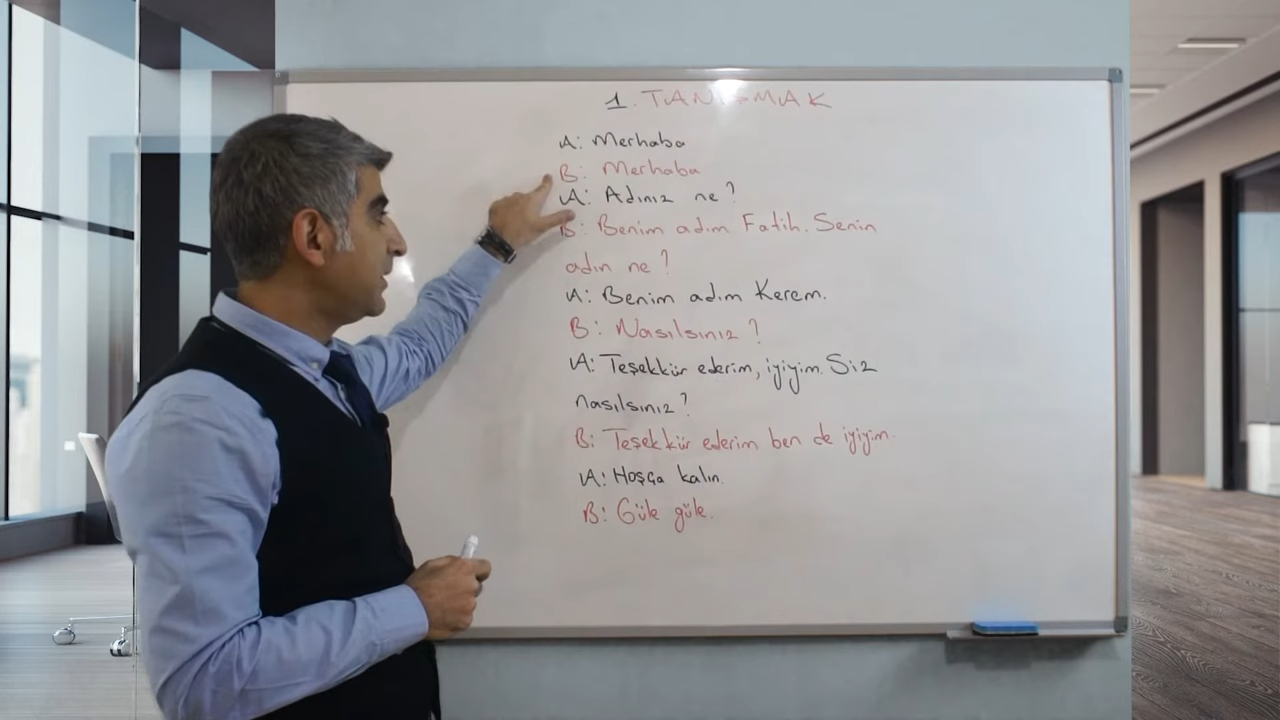 1. TANIŞMAK
A: Merhaba
B: Merhaba
A: Adınız ne?
B: Benim adım Fatih. Senin
adın ne?
A: Benim adım Kerem.
B: Nasılsınız?
A: Teşekkür ederim, iyiyim. Siz
nasılsınız?
B: Teşekkür ederim ben de iyiyim.
A: Hoşça kalın.
B: Güle güle.